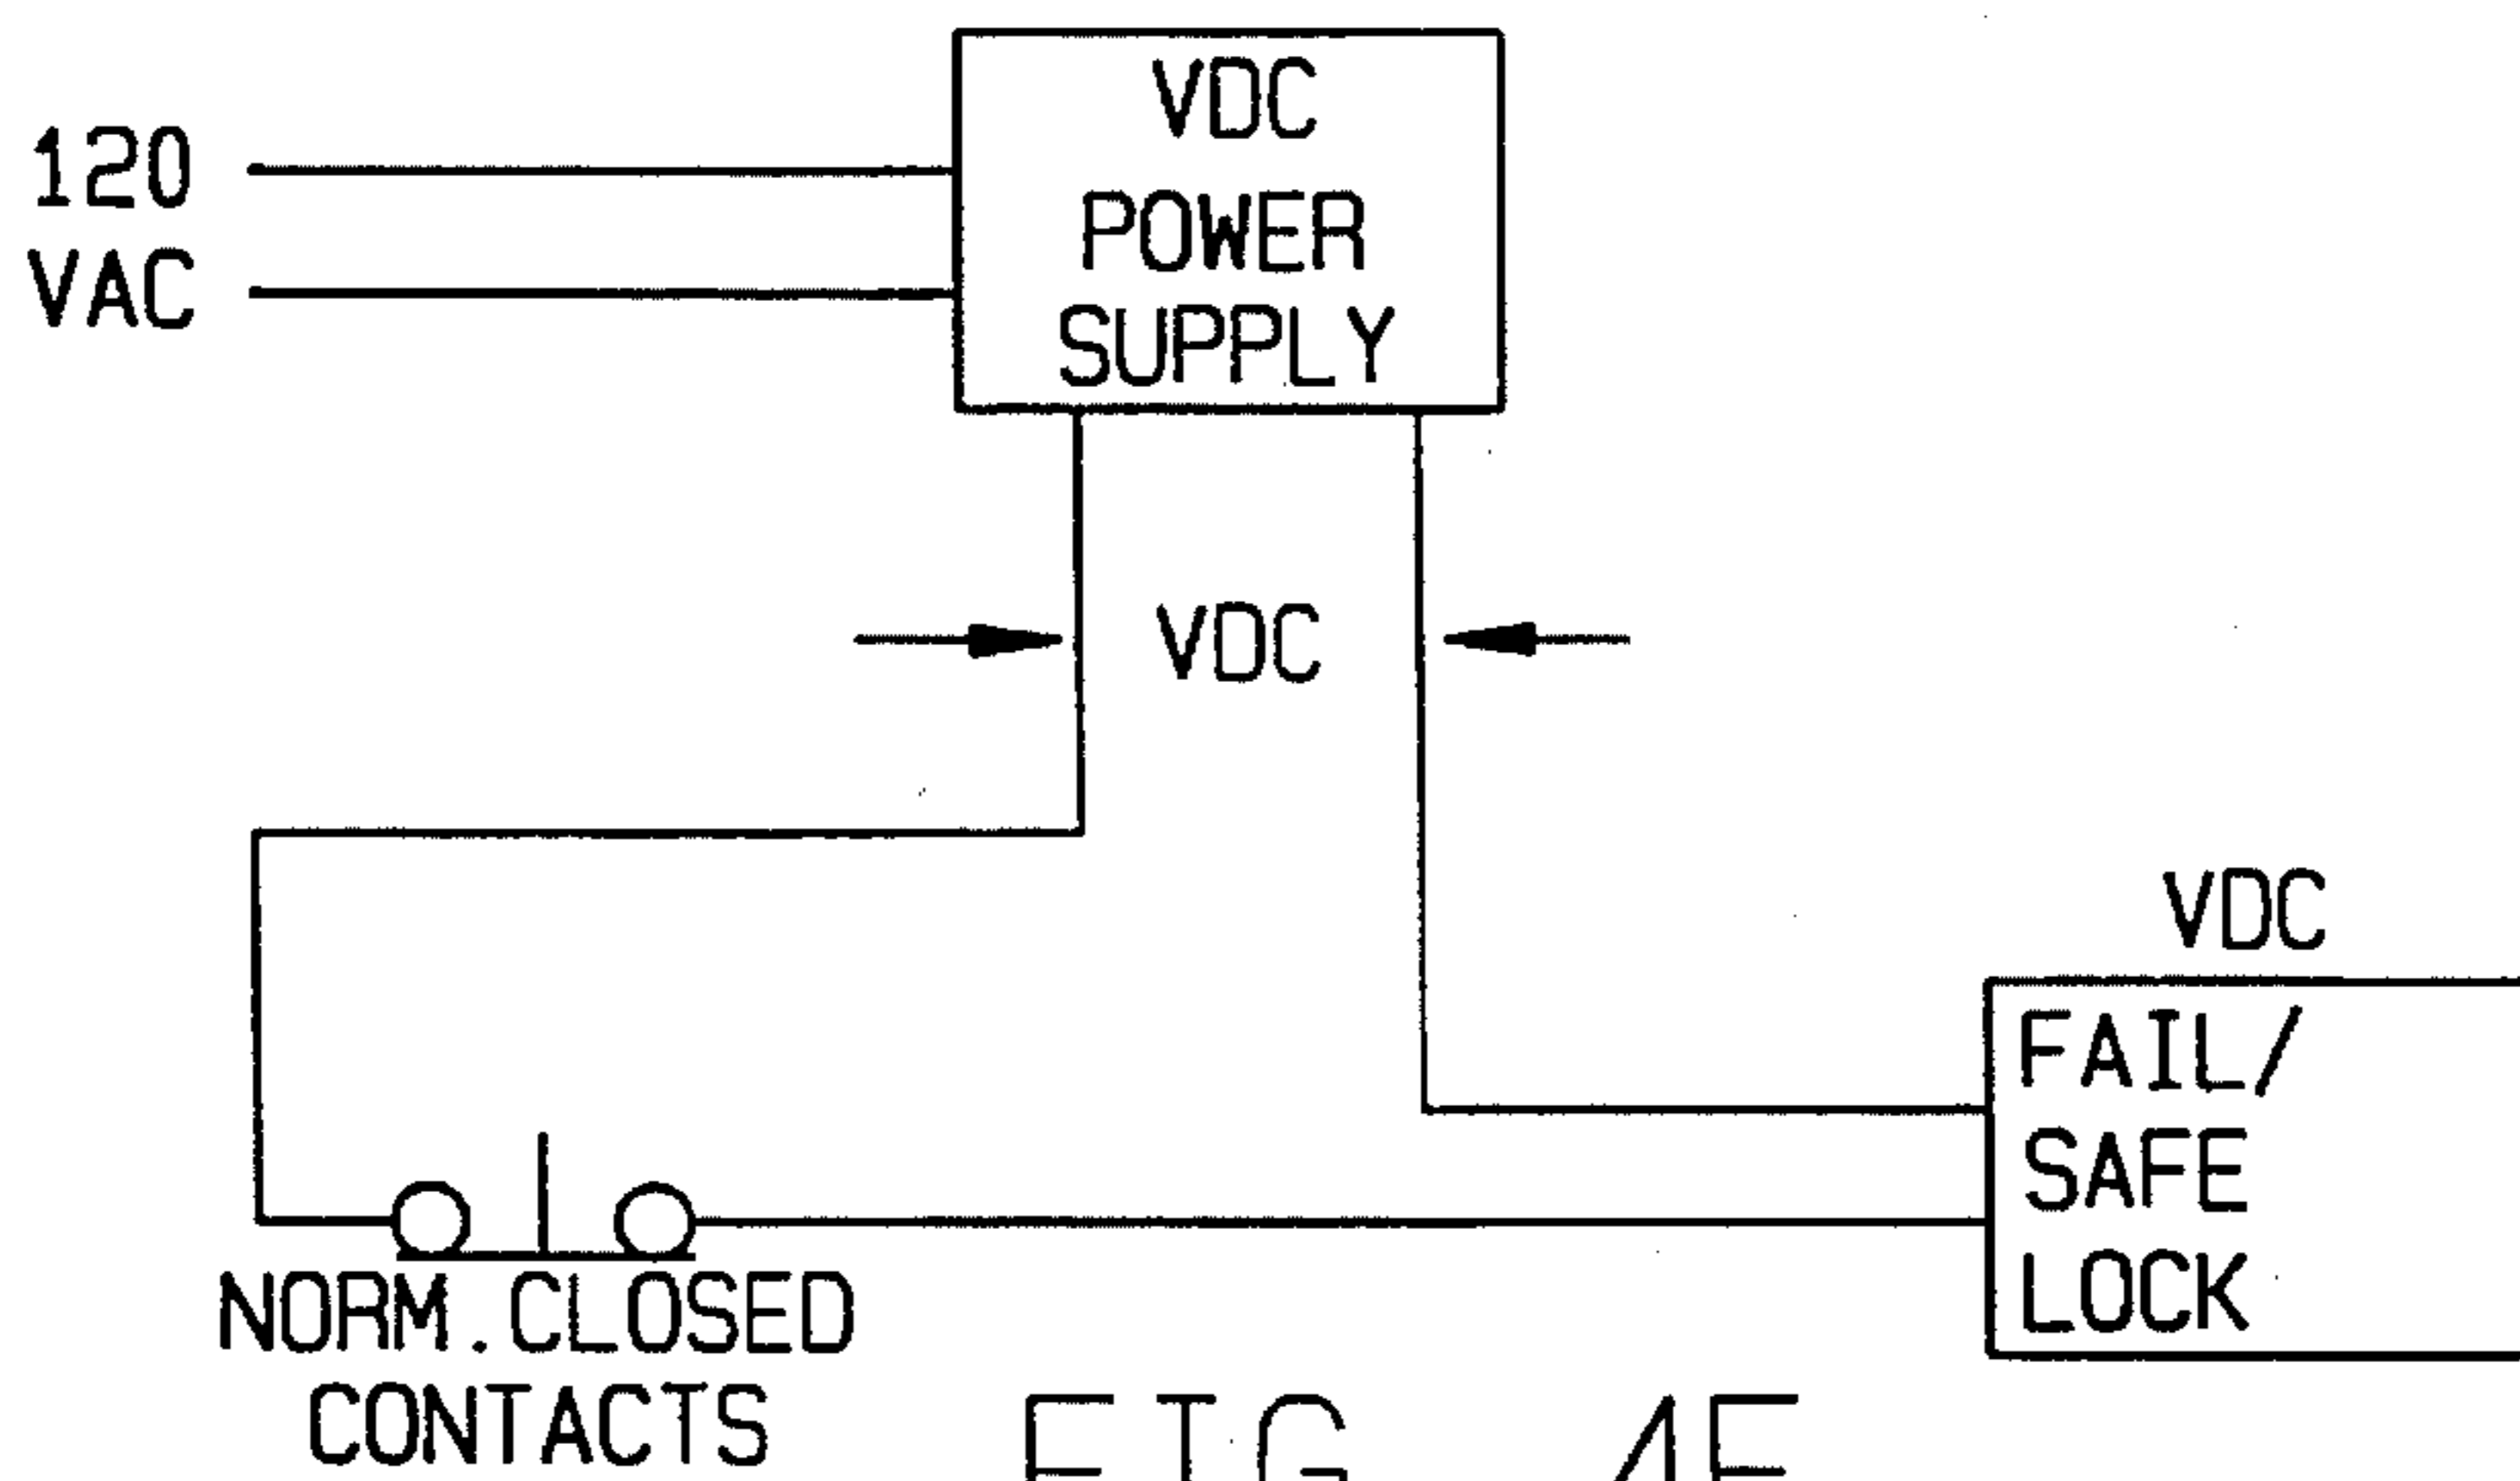 VDC
POWER
SUPPLY
120
VAC
VDC
VDC
FAIL/
SAFE
LOCK
NORM.CLOSED
CONTACTS